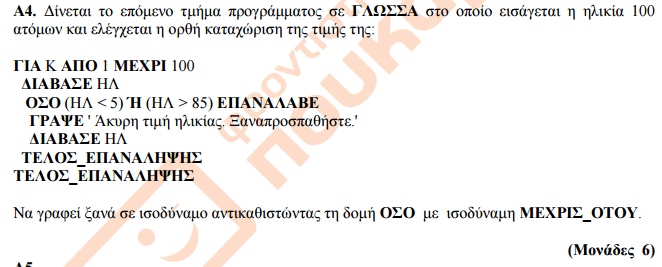 Α4. Δίνεται το επόμενο τμήμα προγράμματος σε ΓΛΩΣΣΑ στο οποίο εισάγεται η ηλικία 100
ατόμων και ελέγχεται η ορθή καταχώριση της τιμής της:
ΓΙΑ Κ ΑΠΟ 1 ΜΕΧΡΙ 100
ΔΙΑΒΑΣΕ ΗΛ
ΟΣΟ (ΗΛ < 5) Ή (ΗΛ > 85) ΕΠΑΝΑΛΑΒΕ
ΓΡΑΨΕ ' Άκυρη τιμή ηλικίας. Ξαναπροσπαθήστε.'
ΔΙΑΒΑΣΕ ΗΛ
ΤΕΛΟΣ_ΕΠΑΝΑΛΗΨΗΣ
ΤΕΛΟΣ_ΕΠΑΝΑΛΗΨΗΣ
Να γραφεί ξανά σε ισοδύναμο αντικαθιστώντας τη δομή ΟΣΟ με ισοδύναμη ΜΕΧΡΙΣ_ΟΤΟΥ.
(Μονάδες 6)